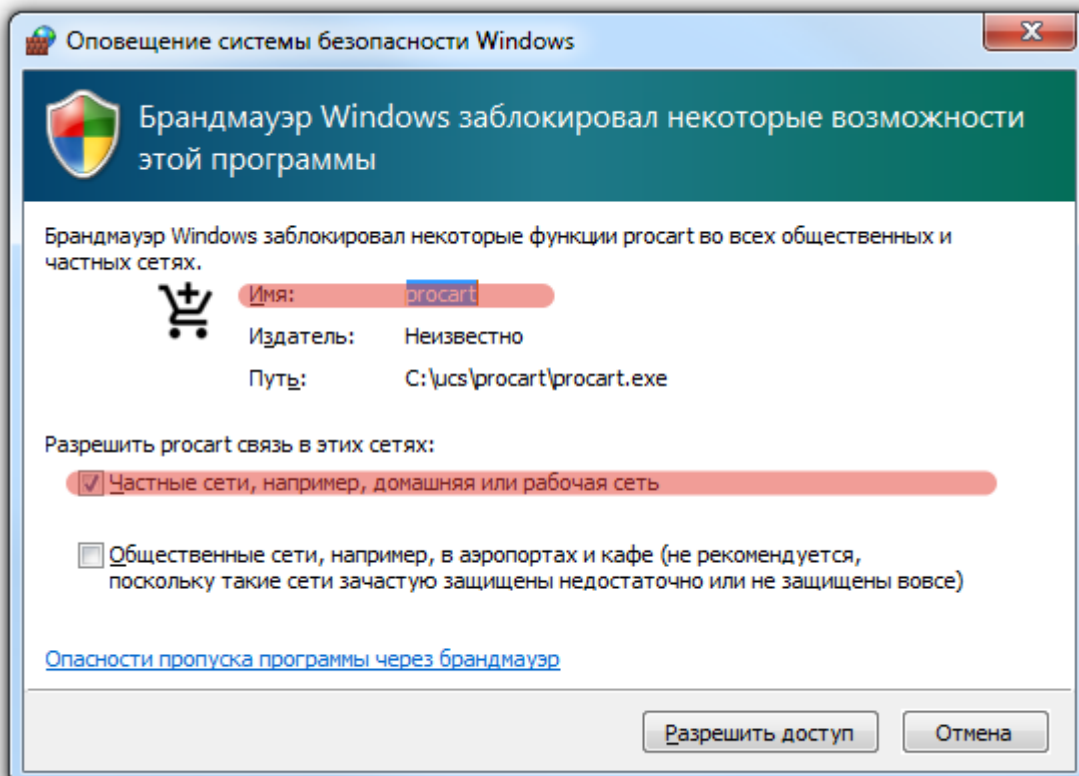 Оповещение системы безопасности Windows
Брандмауэр Windows заблокировал некоторые возможности
этой программы
Брандмауэр Windows заблокировал некоторые функции procart во всех общественных и
частных сетях.
Имя: procart
Издатель: Неизвестно
Путь: C:\ucs\procart\procart.exe
Разрешить procart связь в этих сетях:
Частные сети, например, домашняя или рабочая сеть
Общественные сети, например, в аэропортах и кафе (не рекомендуется,
поскольку такие сети зачастую защищены недостаточно или не защищены вовсе)
Опасности пропуска программы через брандмауэр
Разрешить доступ Отмена